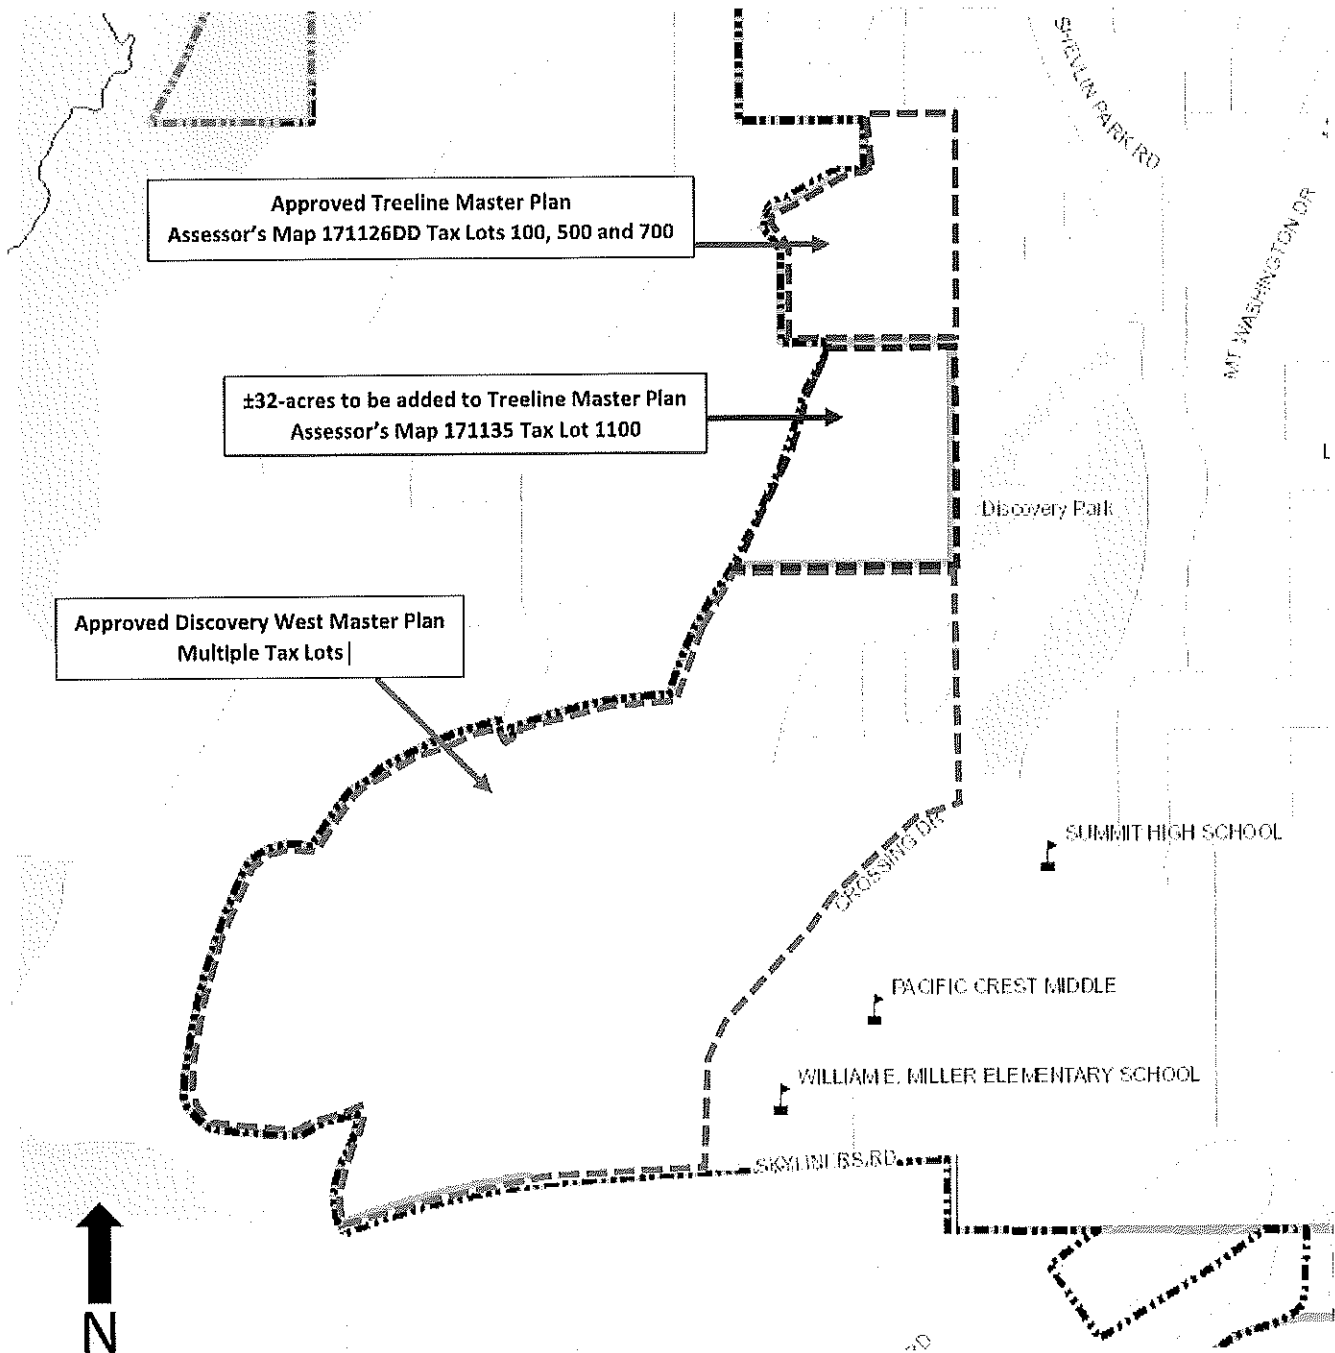 SHEVLIN PARK RD
Approved Treeline Master Plan
Assessor's Map 171126DD Tax Lots 100, 500 and 700
MT WASHINGTON DR
±32-acres to be added to Treeline Master Plan
Assessor's Map 171135 Tax Lot 1100
L
Discovery Park
Approved Discovery West Master Plan
Multiple Tax Lots
CROSSING DR
SUMMIT HIGH SCHOOL
PACIFIC CREST MIDDLE
WILLIAM E. MILLER ELEMENTARY SCHOOL
SKYLINERS RD
N
RD